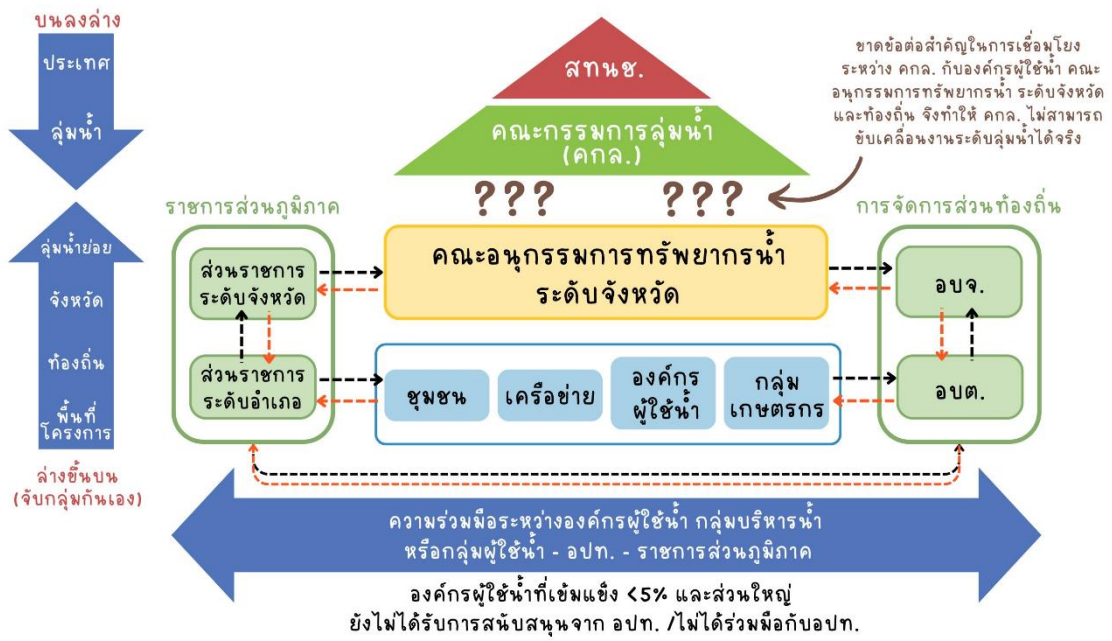 บนลงล่าง
ประเทศ
ลุ่มน้ำ
สทนช.
คณะกรรมการลุ่มน้ำ
(คกล.)
ขาดข้อต่อสำคัญในการเชื่อมโยง
ระหว่าง คกล. กับองค์กรผู้ใช้น้ำ คณะ
อนุกรรมการทรัพยากรน้ำ ระดับจังหวัด
และท้องถิ่น จึงทำให้ คกล. ไม่สามารถ
ขับเคลื่อนงานระดับลุ่มน้ำได้จริง
??? ???
ราชการส่วนภูมิภาค
การจัดการส่วนท้องถิ่น
ลุ่มน้ำย่อย
จังหวัด
ท้องถิ่น
พื้นที่
โครงการ
ล่างขึ้นบน
(จับกลุ่มกันเอง)
ส่วนราชการ
ระดับจังหวัด
คณะอนุกรรมการทรัพยากรน้ำ
ระดับจังหวัด
อบจ.
ส่วนราชการ
ระดับอำเภอ
ชุมชน
เครือข่าย
องค์กร
ผู้ใช้น้ำ
กลุ่ม
เกษตรกร
อบต.
ความร่วมมือระหว่างองค์กรผู้ใช้น้ำ กลุ่มบริหารน้ำ
หรือกลุ่มผู้ใช้น้ำ - อปท. - ราชการส่วนภูมิภาค
องค์กรผู้ใช้น้ำที่เข้มแข็ง <5% และส่วนใหญ่
ยังไม่ได้รับการสนับสนุนจาก อปท. /ไม่ได้ร่วมมือกับอปท.